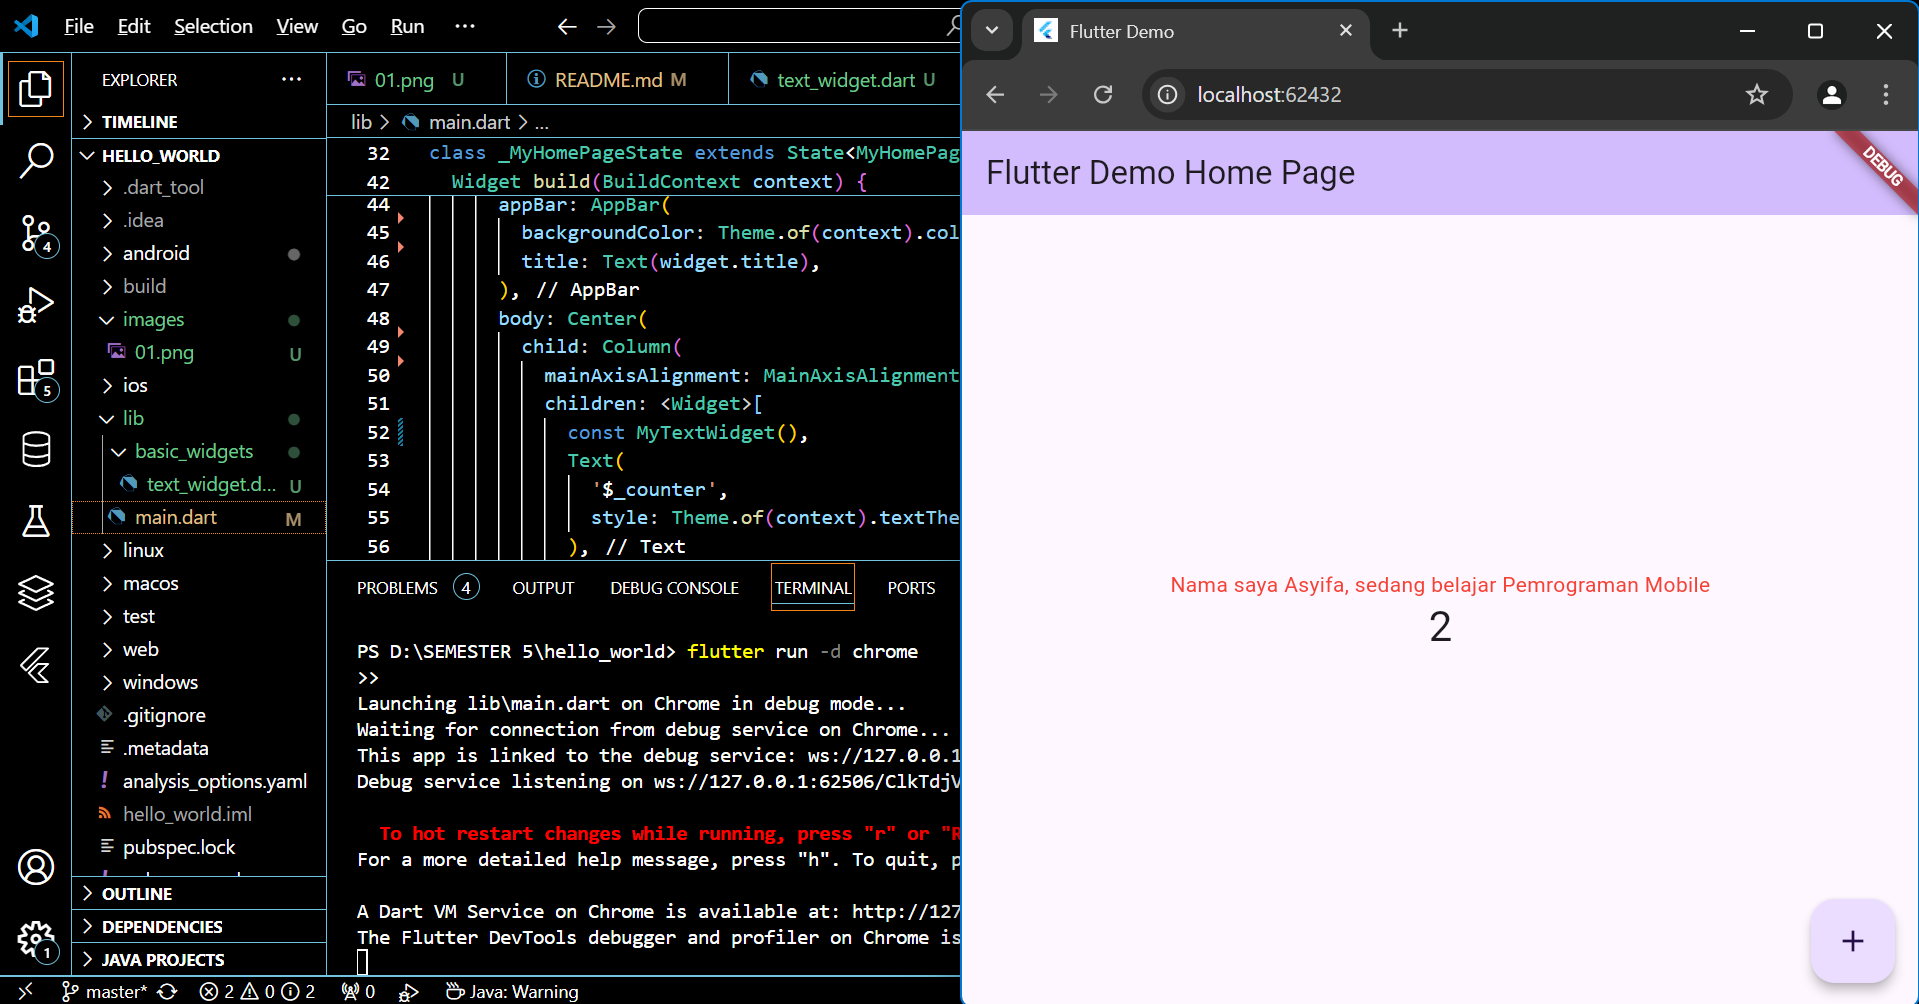 File Edit Selection View Go Run ···
EXPLORER ···
TIMELINE
HELLO_WORLD
.dart_tool
.idea
android
build
images
01.png U
ios
lib
basic_widgets
text_widget.d... U
main.dart M
linux
macos
test
web
windows
.gitignore
.metadata
analysis_options.yaml
hello_world.iml
pubspec.lock
OUTLINE
DEPENDENCIES
JAVA PROJECTS
4
5
1
01.png U
README.md M
text_widget.dart U
lib > main.dart > ...
32 class _MyHomePageState extends State<MyHomePag
42 Widget build(BuildContext context) {
44 appBar: AppBar(
45 backgroundColor: Theme.of(context).col
46 title: Text(widget.title),
47 ), // AppBar
48 body: Center(
49 child: Column(
50 mainAxisAlignment: MainAxisAlignment
51 children: <Widget>[
52 const MyTextWidget(),
53 Text(
54 '$_counter',
55 style: Theme.of(context).textThe
56 ), // Text
PROBLEMS 4 OUTPUT DEBUG CONSOLE TERMINAL PORTS
PS D:\SEMESTER 5\hello_world> flutter run -d chrome
>>
Launching lib\main.dart on Chrome in debug mode...
Waiting for connection from debug service on Chrome...
This app is linked to the debug service: ws://127.0.0.1
Debug service listening on ws://127.0.0.1:62506/ClkTdjV
To hot restart changes while running, press "r" or "R
For a more detailed help message, press "h". To quit, p
A Dart VM Service on Chrome is available at: http://127
The Flutter DevTools debugger and profiler on Chrome is
master* 2 0 2 0 Java: Warning
Flutter Demo
localhost:62432
Flutter Demo Home Page
DEBUG
Nama saya Asyifa, sedang belajar Pemrograman Mobile
2
+